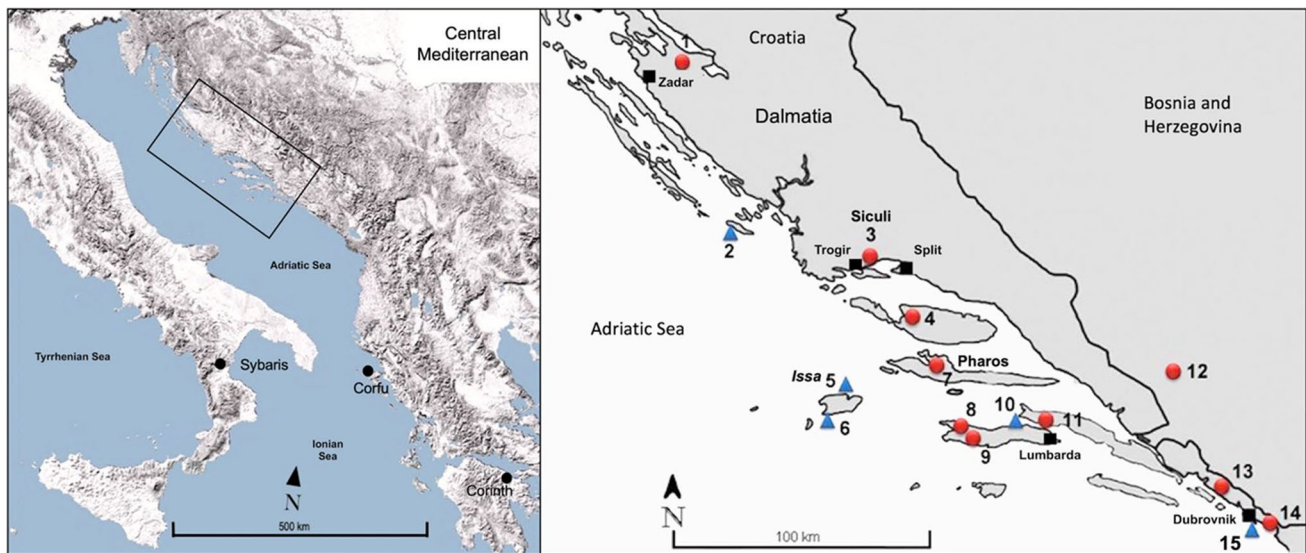 Central
Mediterranean
Adriatic Sea
Tyrrhenian Sea
Sybaris
Corfu
Ionian
Sea
Corinth
N
500 km
Croatia
1
Zadar
Dalmatia
Bosnia and
Herzegovina
2
Siculi
3
Trogir
Split
Adriatic Sea
4
Pharos
7
12
Issa
5
6
8
10
11
9
Lumbarda
13
Dubrovnik
14
15
N
100 km